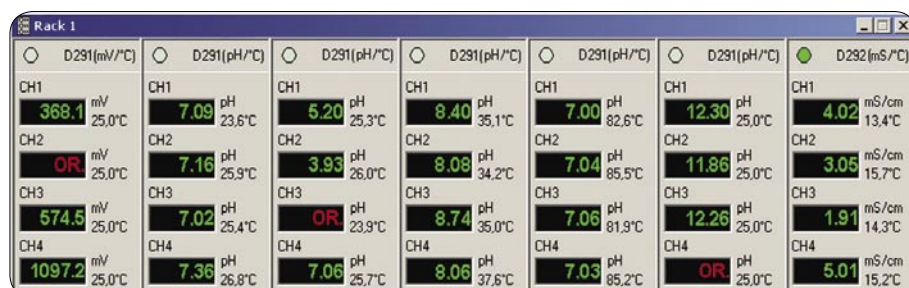 Rack 1
D291(mV/°C) D291(pH/°C) D291(pH/°C) D291(pH/°C) D291(pH/°C) D291(pH/°C) D292(mS/°C)
CH1 CH1 CH1 CH1 CH1 CH1 CH1
368.1 mV 25,0°C 7.09 pH 23,6°C 5.20 pH 25,3°C 8.40 pH 35,1°C 7.00 pH 82,6°C 12.30 pH 25,0°C 4.02 mS/cm 13,4°C
CH2 CH2 CH2 CH2 CH2 CH2 CH2
OR. mV 25,0°C 7.16 pH 25,9°C 3.93 pH 26,0°C 8.08 pH 34,2°C 7.04 pH 85,5°C 11.86 pH 25,0°C 3.05 mS/cm 15,7°C
CH3 CH3 CH3 CH3 CH3 CH3 CH3
574.5 mV 25,0°C 7.02 pH 25,4°C OR. pH 23,9°C 8.74 pH 35,0°C 7.06 pH 81,9°C 12.26 pH 25,0°C 1.91 mS/cm 14,3°C
CH4 CH4 CH4 CH4 CH4 CH4 CH4
1097.2 mV 25,0°C 7.36 pH 26,8°C 7.06 pH 25,7°C 8.06 pH 37,6°C 7.03 pH 85,2°C OR. pH 25,0°C 5.01 mS/cm 15,2°C